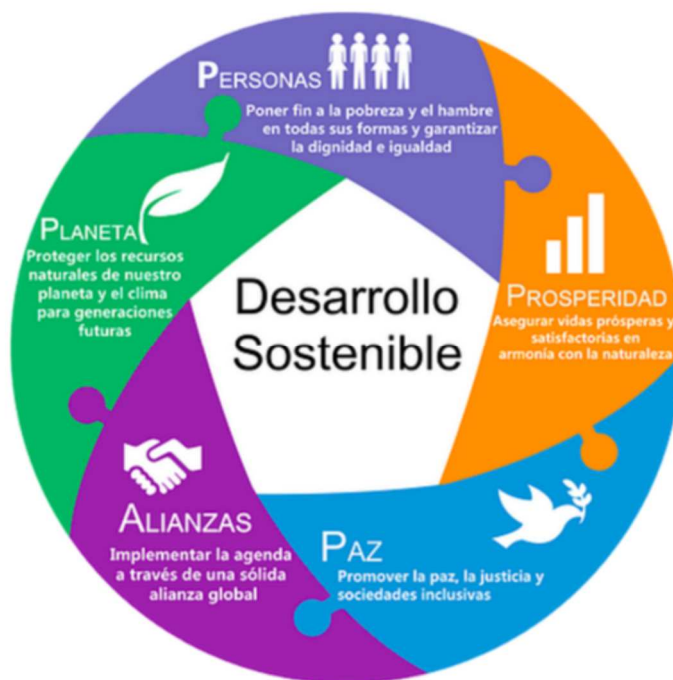 PERSONAS
Poner fin a la pobreza y el hambre
en todas sus formas y garantizar
la dignidad e igualdad
PLANETA
Proteger los recursos
naturales de nuestro
planeta y el clima
para generaciones
futuras
Desarrollo
Sostenible
PROSPERIDAD
Asegurar vidas prósperas y
satisfactorias en
armonía con la naturaleza
ALIANZAS
Implementar la agenda
a través de una sólida
alianza global
PAZ
Promover la paz, la justicia y
sociedades inclusivas